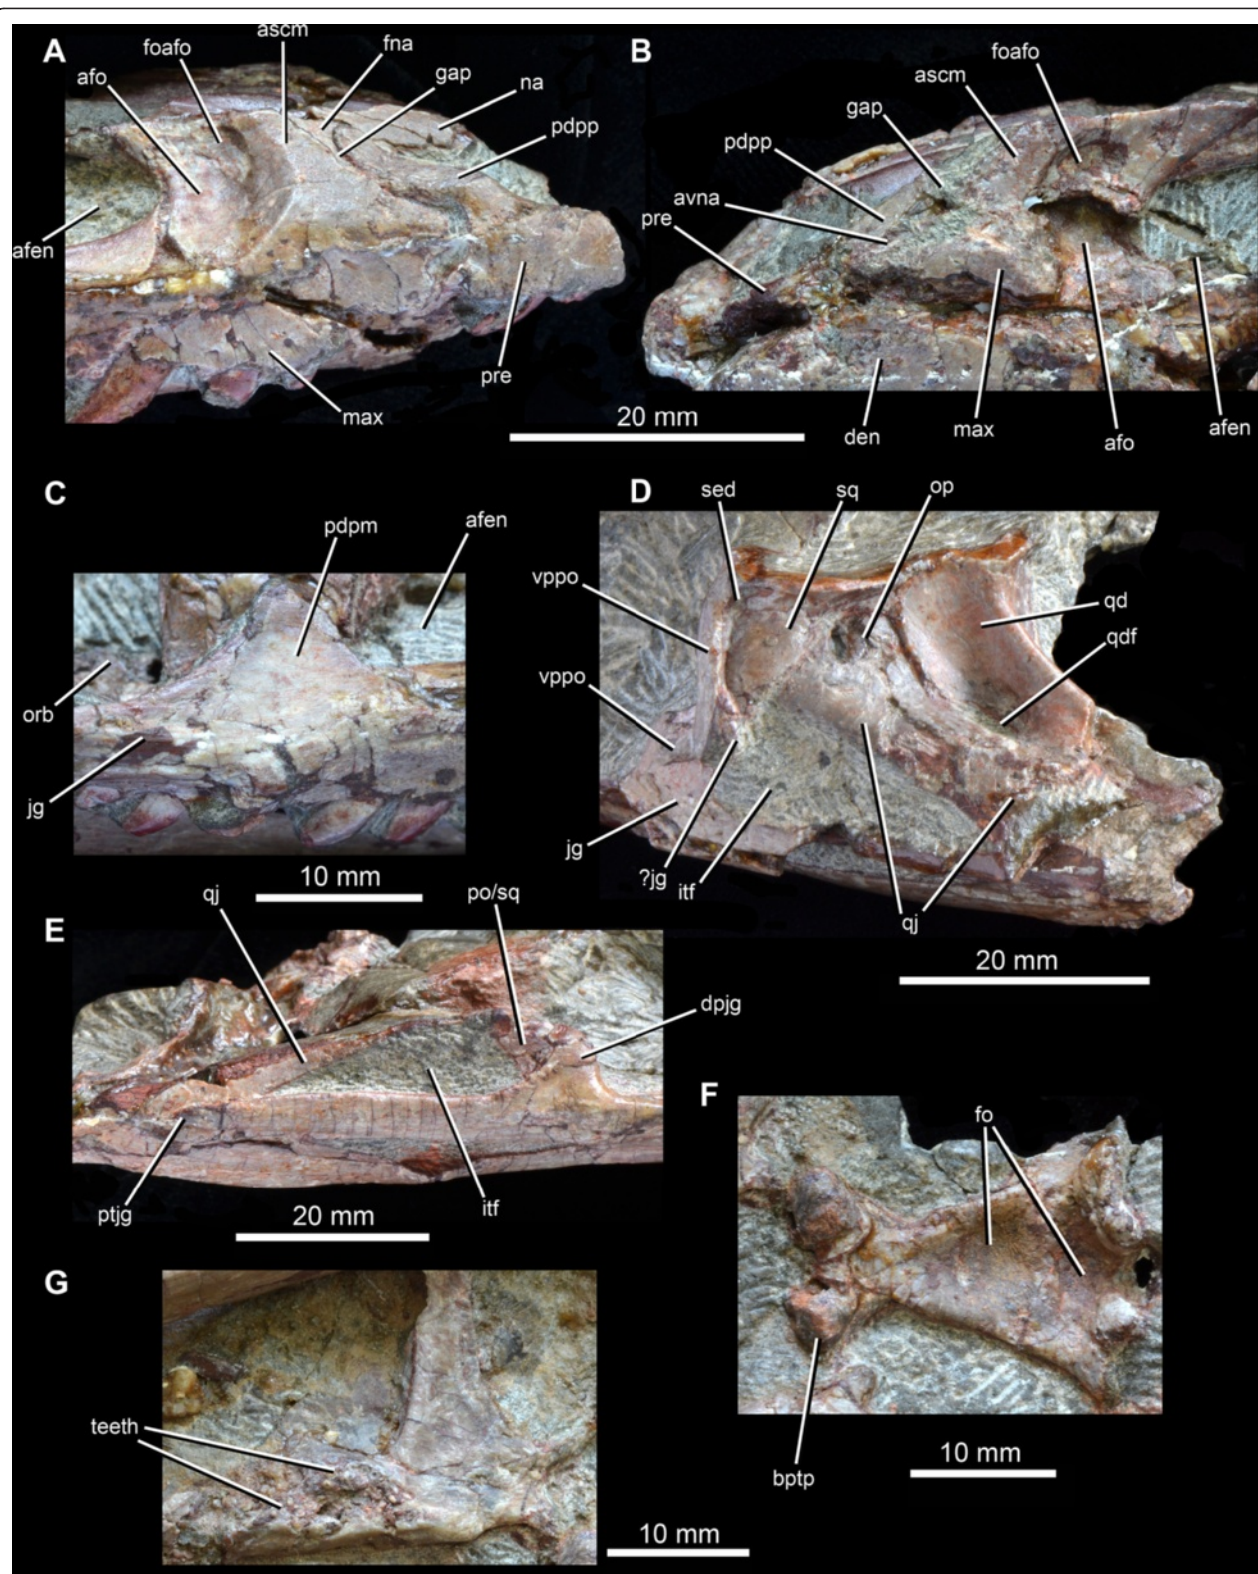 A
foafo
ascm
fna
afo
gap
na
pdpp
afen
pre
max
B
foafo
ascm
gap
pdpp
avna
pre
den
max
afo
afen
20 mm
C
pdpm
afen
orb
jg
10 mm
D
sed
sq
op
vppo
qd
qdf
vppo
jg
?jg
itf
qj
20 mm
E
qj
po/sq
dpjg
ptjg
itf
20 mm
F
fo
bptp
10 mm
G
teeth
10 mm